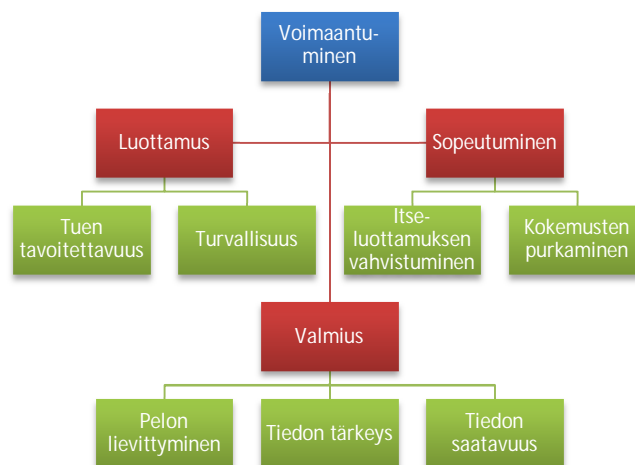 Voimaantu-
minen
Luottamus
Sopeutuminen
Tuen
tavoitettavuus
Turvallisuus
Itse-
luottamuksen
vahvistuminen
Kokemusten
purkaminen
Valmius
Pelon
lievittyminen
Tiedon tärkeys
Tiedon
saatavuus